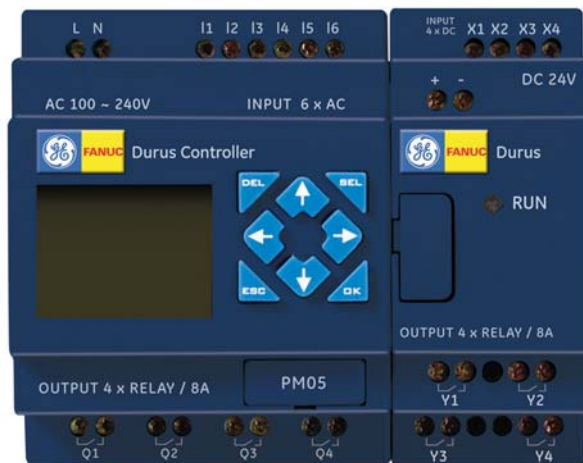 L N
I1 I2 I3 I4 I5 I6
INPUT
4 x DC
X1 X2 X3 X4
AC 100 ~ 240V
INPUT 6 x AC
+ -
DC 24V
GE FANUC Durus Controller
GE FANUC Durus
DEL
SEL
ESC
OK
RUN
OUTPUT 4 x RELAY / 8A
PM05
Q1 Q2 Q3 Q4
OUTPUT 4 x RELAY / 8A
Y1 Y2
Y3 Y4